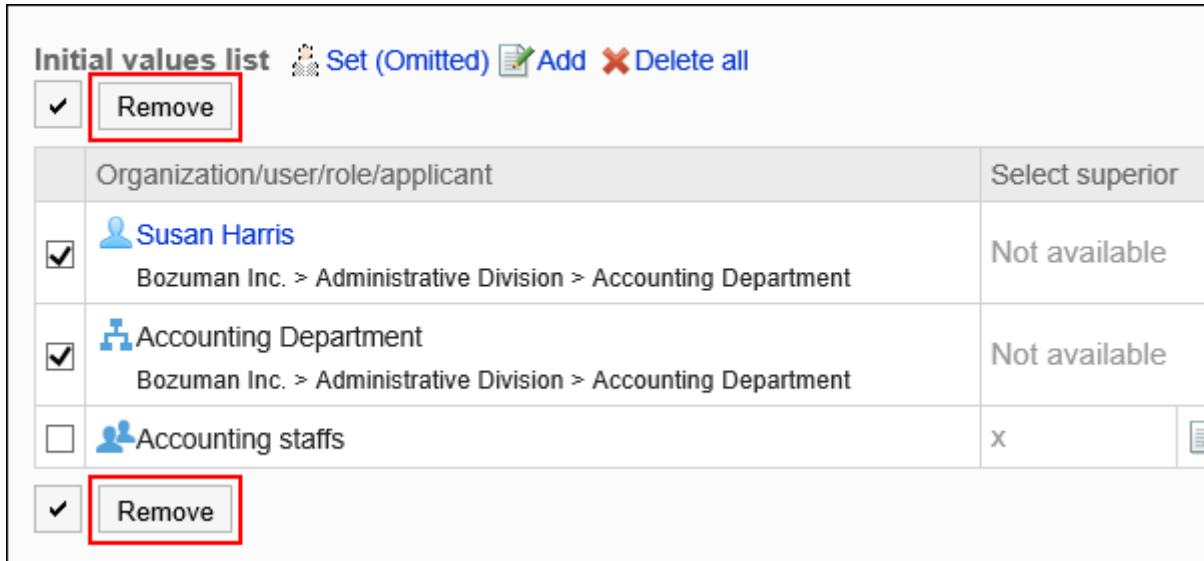 Initial values list Set (Omitted) Add Delete all
Remove
Organization/user/role/applicant Select superior
Susan Harris
Bozuman Inc. > Administrative Division > Accounting Department
Not available
Accounting Department
Bozuman Inc. > Administrative Division > Accounting Department
Not available
Accounting staffs x
Remove